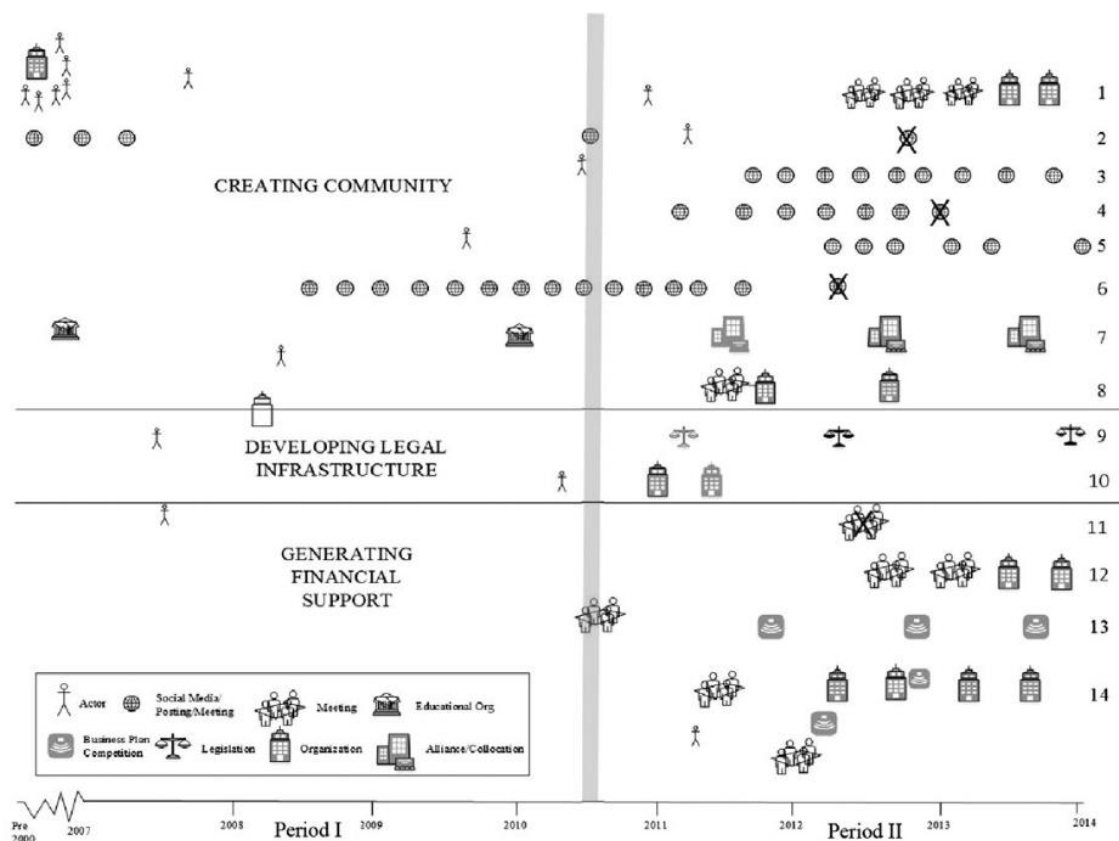 1
2
3
CREATING COMMUNITY
4
5
6
7
8
DEVELOPING LEGAL
INFRASTRUCTURE
9
10
11
GENERATING
FINANCIAL
SUPPORT
12
13
14
Actor
Social Media/
Posting/Meeting
Meeting
Educational Org
Business Plan
Competition
Legislation
Organization
Alliance/Collocation
Pre
2000
2007
2008
Period I
2009
2010
2011
2012
Period II
2013
2014